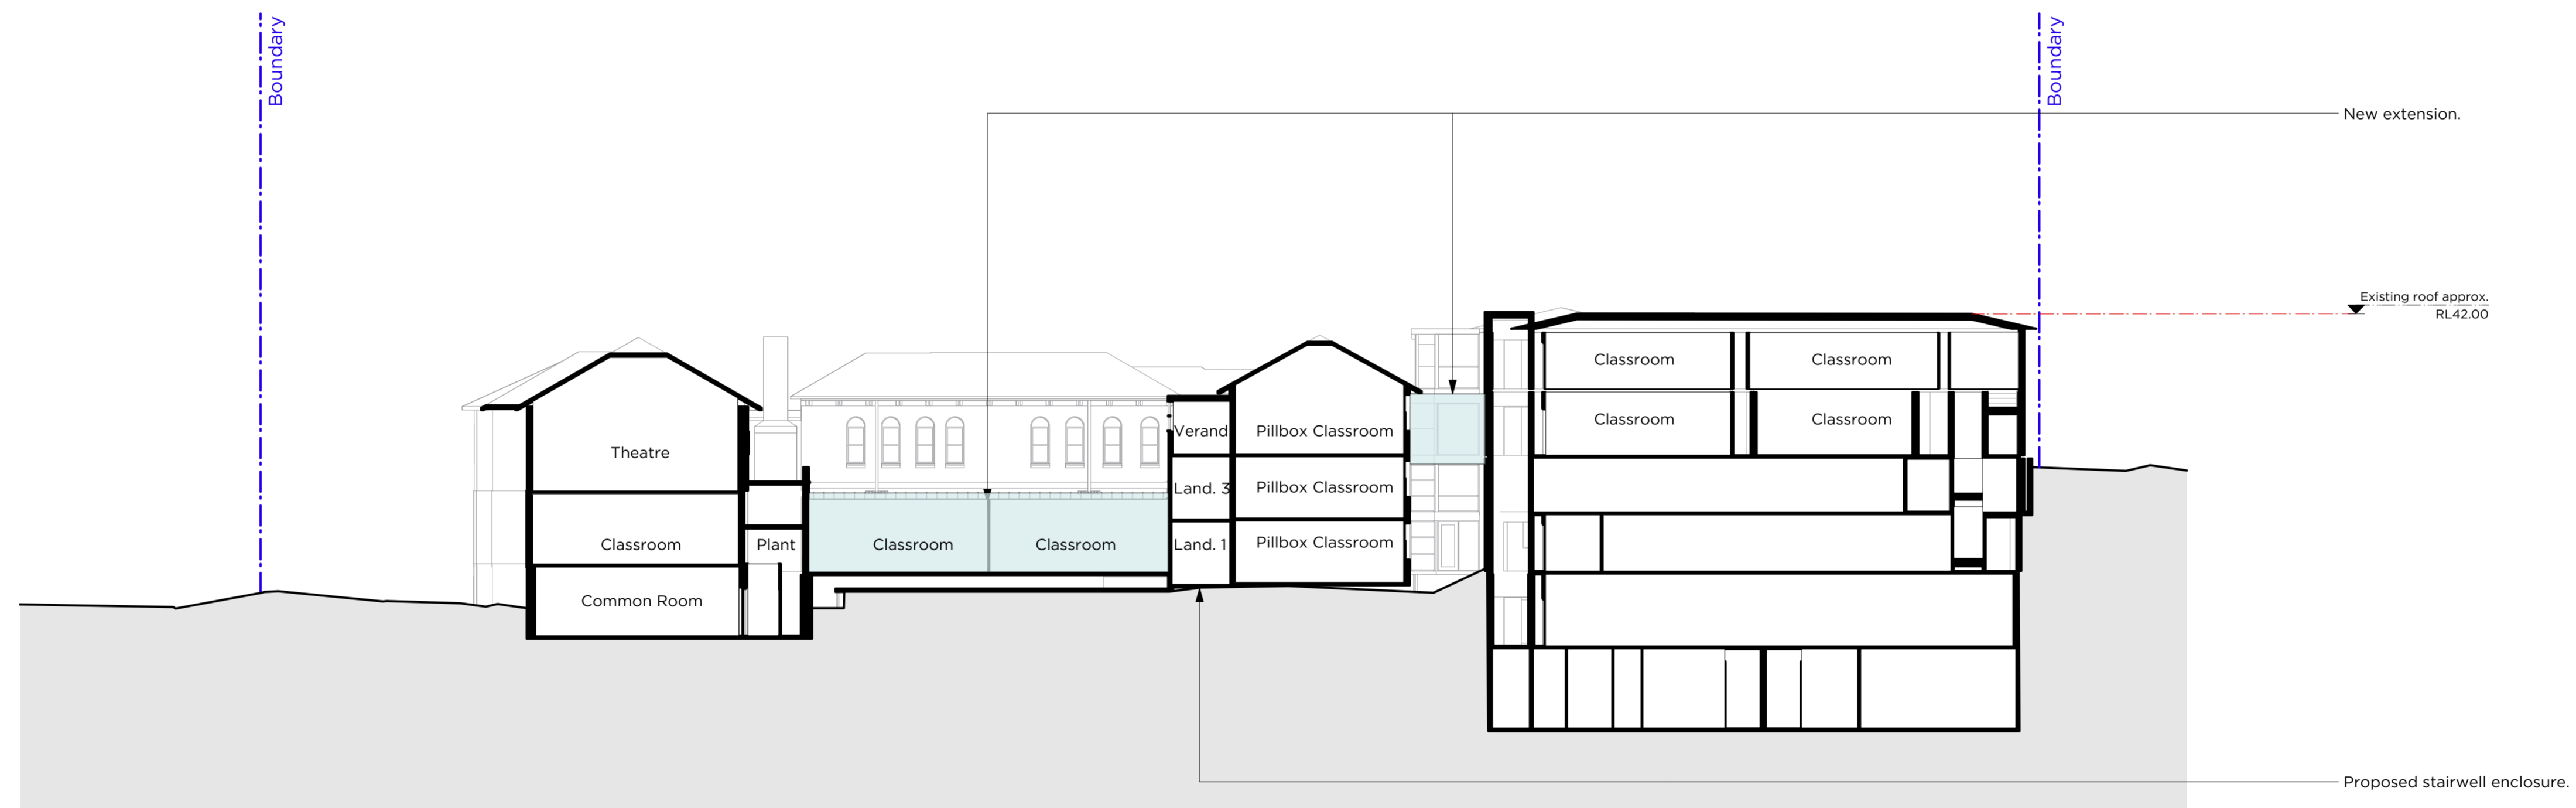 Boundary
Boundary
New extension.
Existing roof approx.
RL42.00
Classroom
Classroom
Classroom
Classroom
Verand
Pillbox Classroom
Theatre
Land. 3
Pillbox Classroom
Classroom
Plant
Classroom
Classroom
Land. 1
Pillbox Classroom
Common Room
Proposed stairwell enclosure.